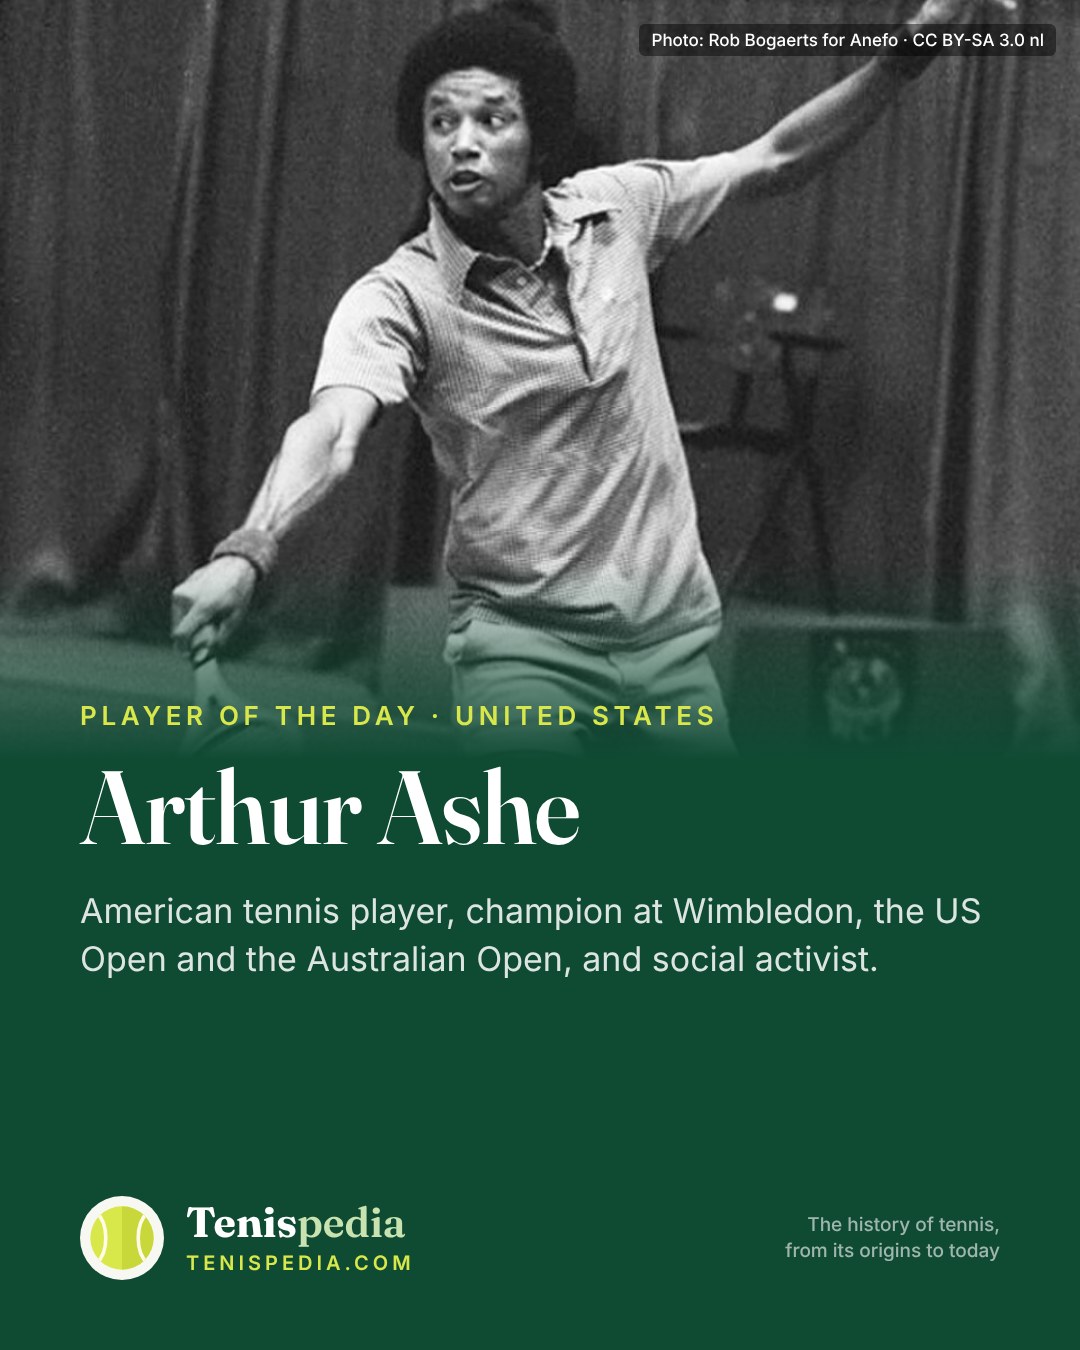 Photo: Rob Bogaerts for Anefo · CC BY-SA 3.0 nl
PLAYER OF THE DAY · UNITED STATES
Arthur Ashe
American tennis player, champion at Wimbledon, the US
Open and the Australian Open, and social activist.
Tenispedia
TENISPEDIA.COM
The history of tennis,
from its origins to today